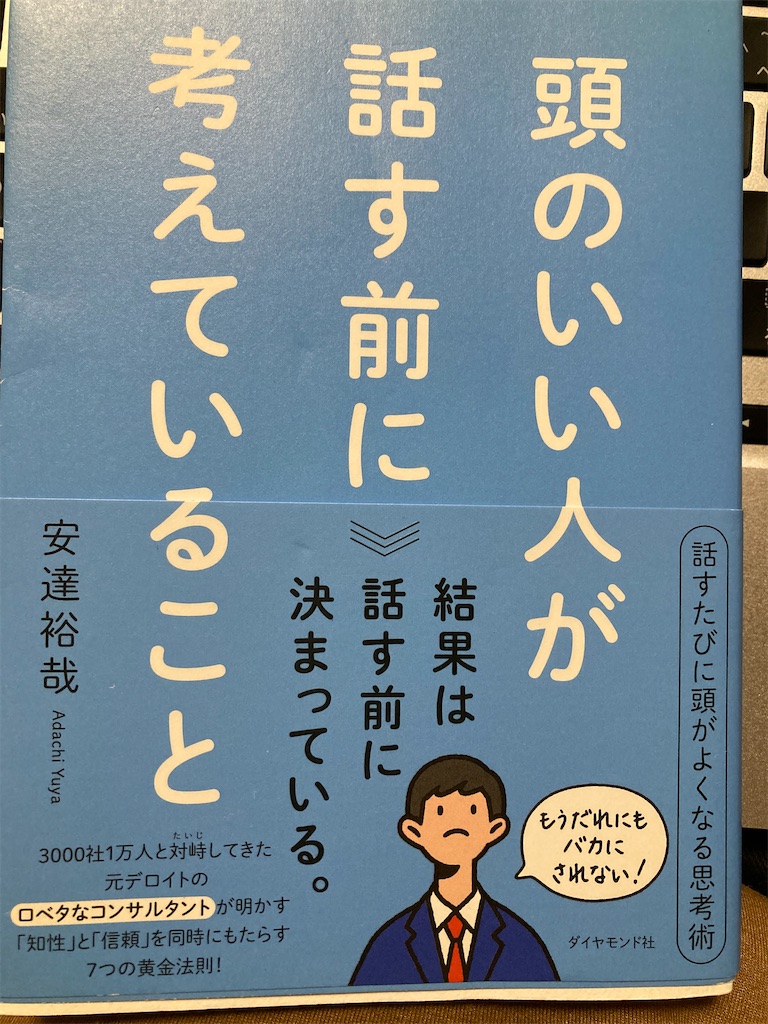 頭のいい人が
話す前に
考えていること
話すたびに頭がよくなる思考術
結果は
話す前に
決まっている。
安達裕哉
Adachi Yuya
もうだれにも
バカに
されない!
たいじ
3000社1万人と対峙してきた
元デロイトの
口ベタなコンサルタントが明かす
「知性」と「信頼」を同時にもたらす
7つの黄金法則!
ダイヤモンド社